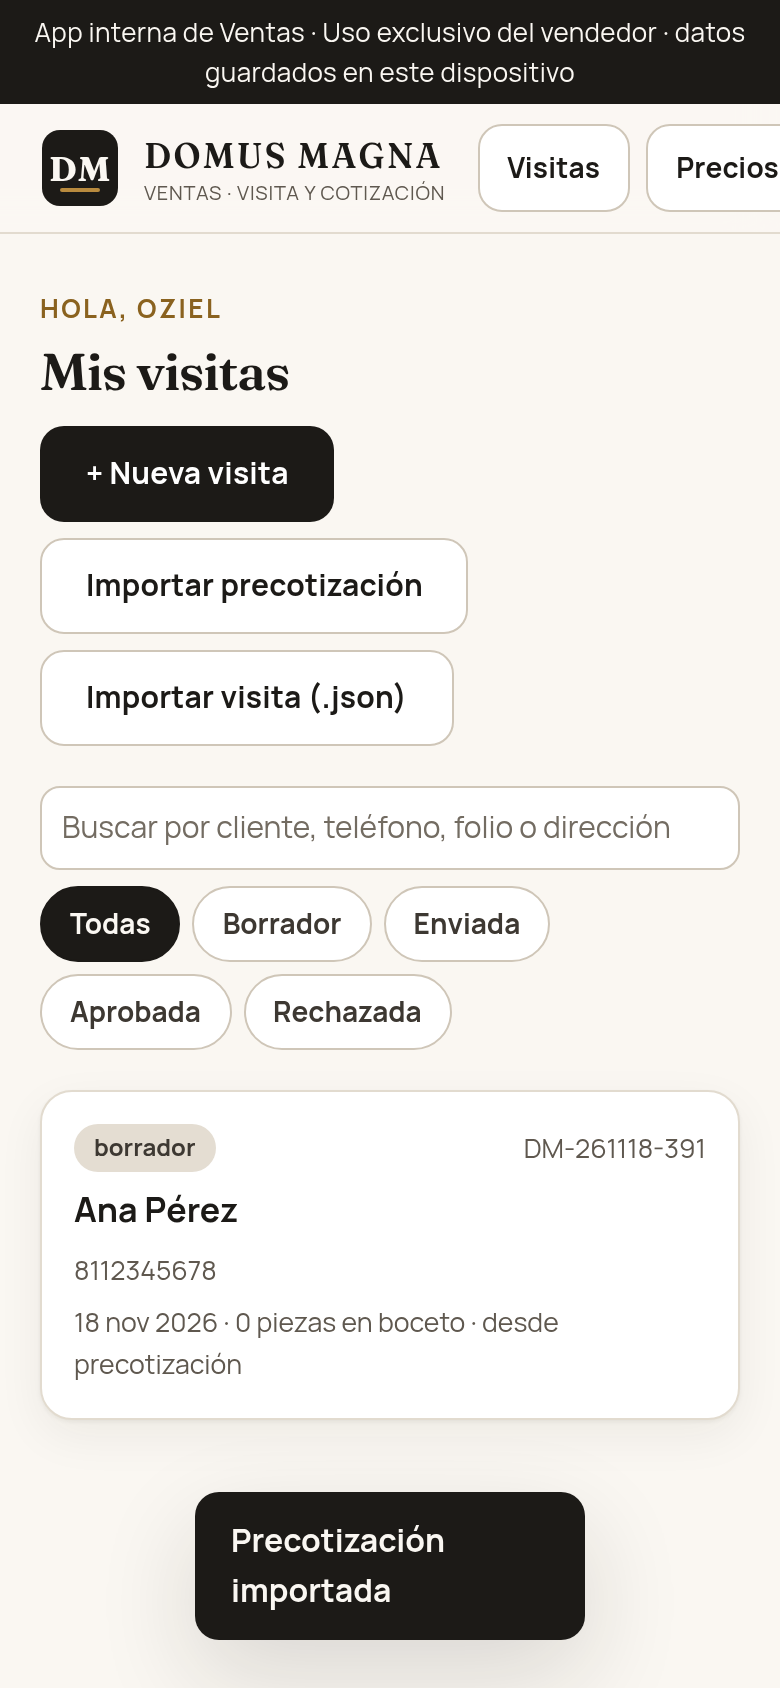 App interna de Ventas · Uso exclusivo del vendedor · datos
guardados en este dispositivo
DM
DOMUS MAGNA
VENTAS · VISITA Y COTIZACIÓN
Visitas
Precios
HOLA, OZIEL
Mis visitas
+ Nueva visita
Importar precotización
Importar visita (.json)
Buscar por cliente, teléfono, folio o dirección
Todas
Borrador
Enviada
Aprobada
Rechazada
borrador
DM-261118-391
Ana Pérez
8112345678
18 nov 2026 · 0 piezas en boceto · desde
precotización
Precotización
importada